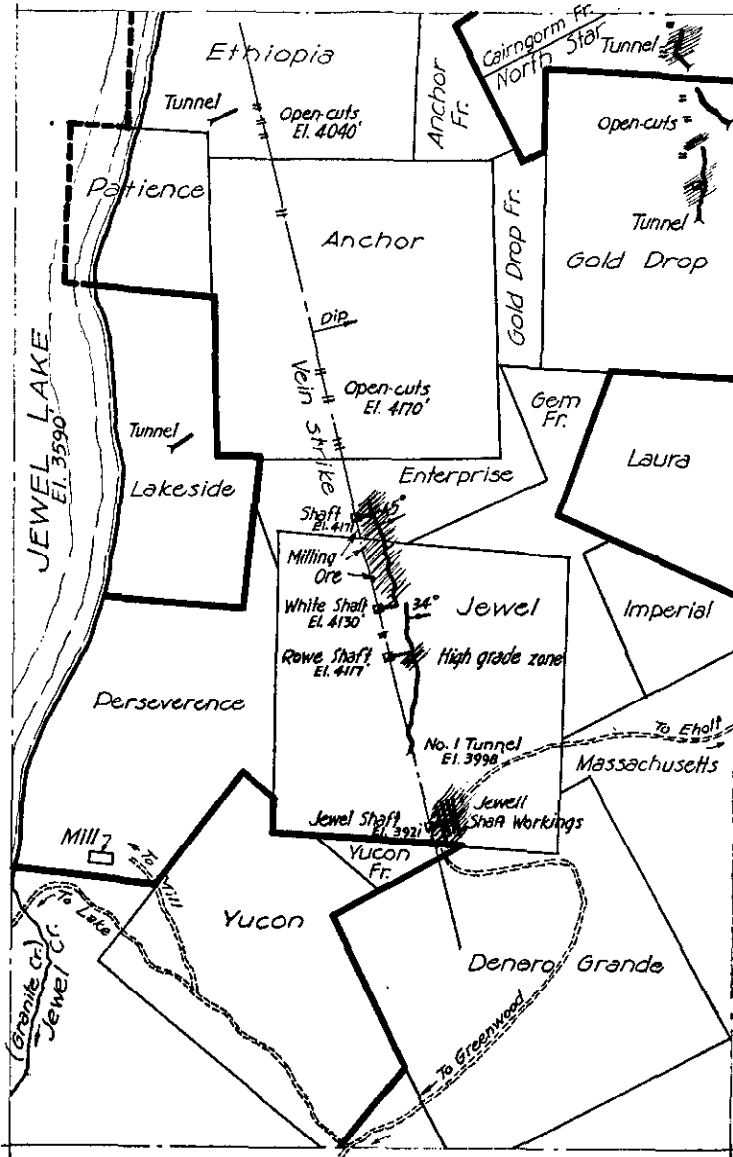 Ethiopia
Cairngorm Fr.
North Star
Tunnel
Tunnel
Open-cuts
El. 4040'
Anchor
Fr.
Open-cuts
Patience
Anchor
Gold Drop Fr.
Tunnel
Gold Drop
Dip
JEWEL LAKE
El. 3590'
Vein Strike
Open-cuts
El. 4170'
Gem
Fr.
Tunnel
Lakeside
Enterprise
Laura
Shaft
El. 4171
45°
Milling
Ore
White Shaft
El. 4130'
34°
Jewel
Imperial
Rowe Shaft
El. 4117'
High grade zone
Perseverence
To Eholt
No. 1 Tunnel
El. 3998
Massachusetts
Jewel Shaft
El. 3921
Jewell
Shaft Workings
Mill
To Mill
Yucon
Fr.
To Lake
Yucon
Denero Grande
(Granite Cr.)
Jewel Cr.
To Greenwood